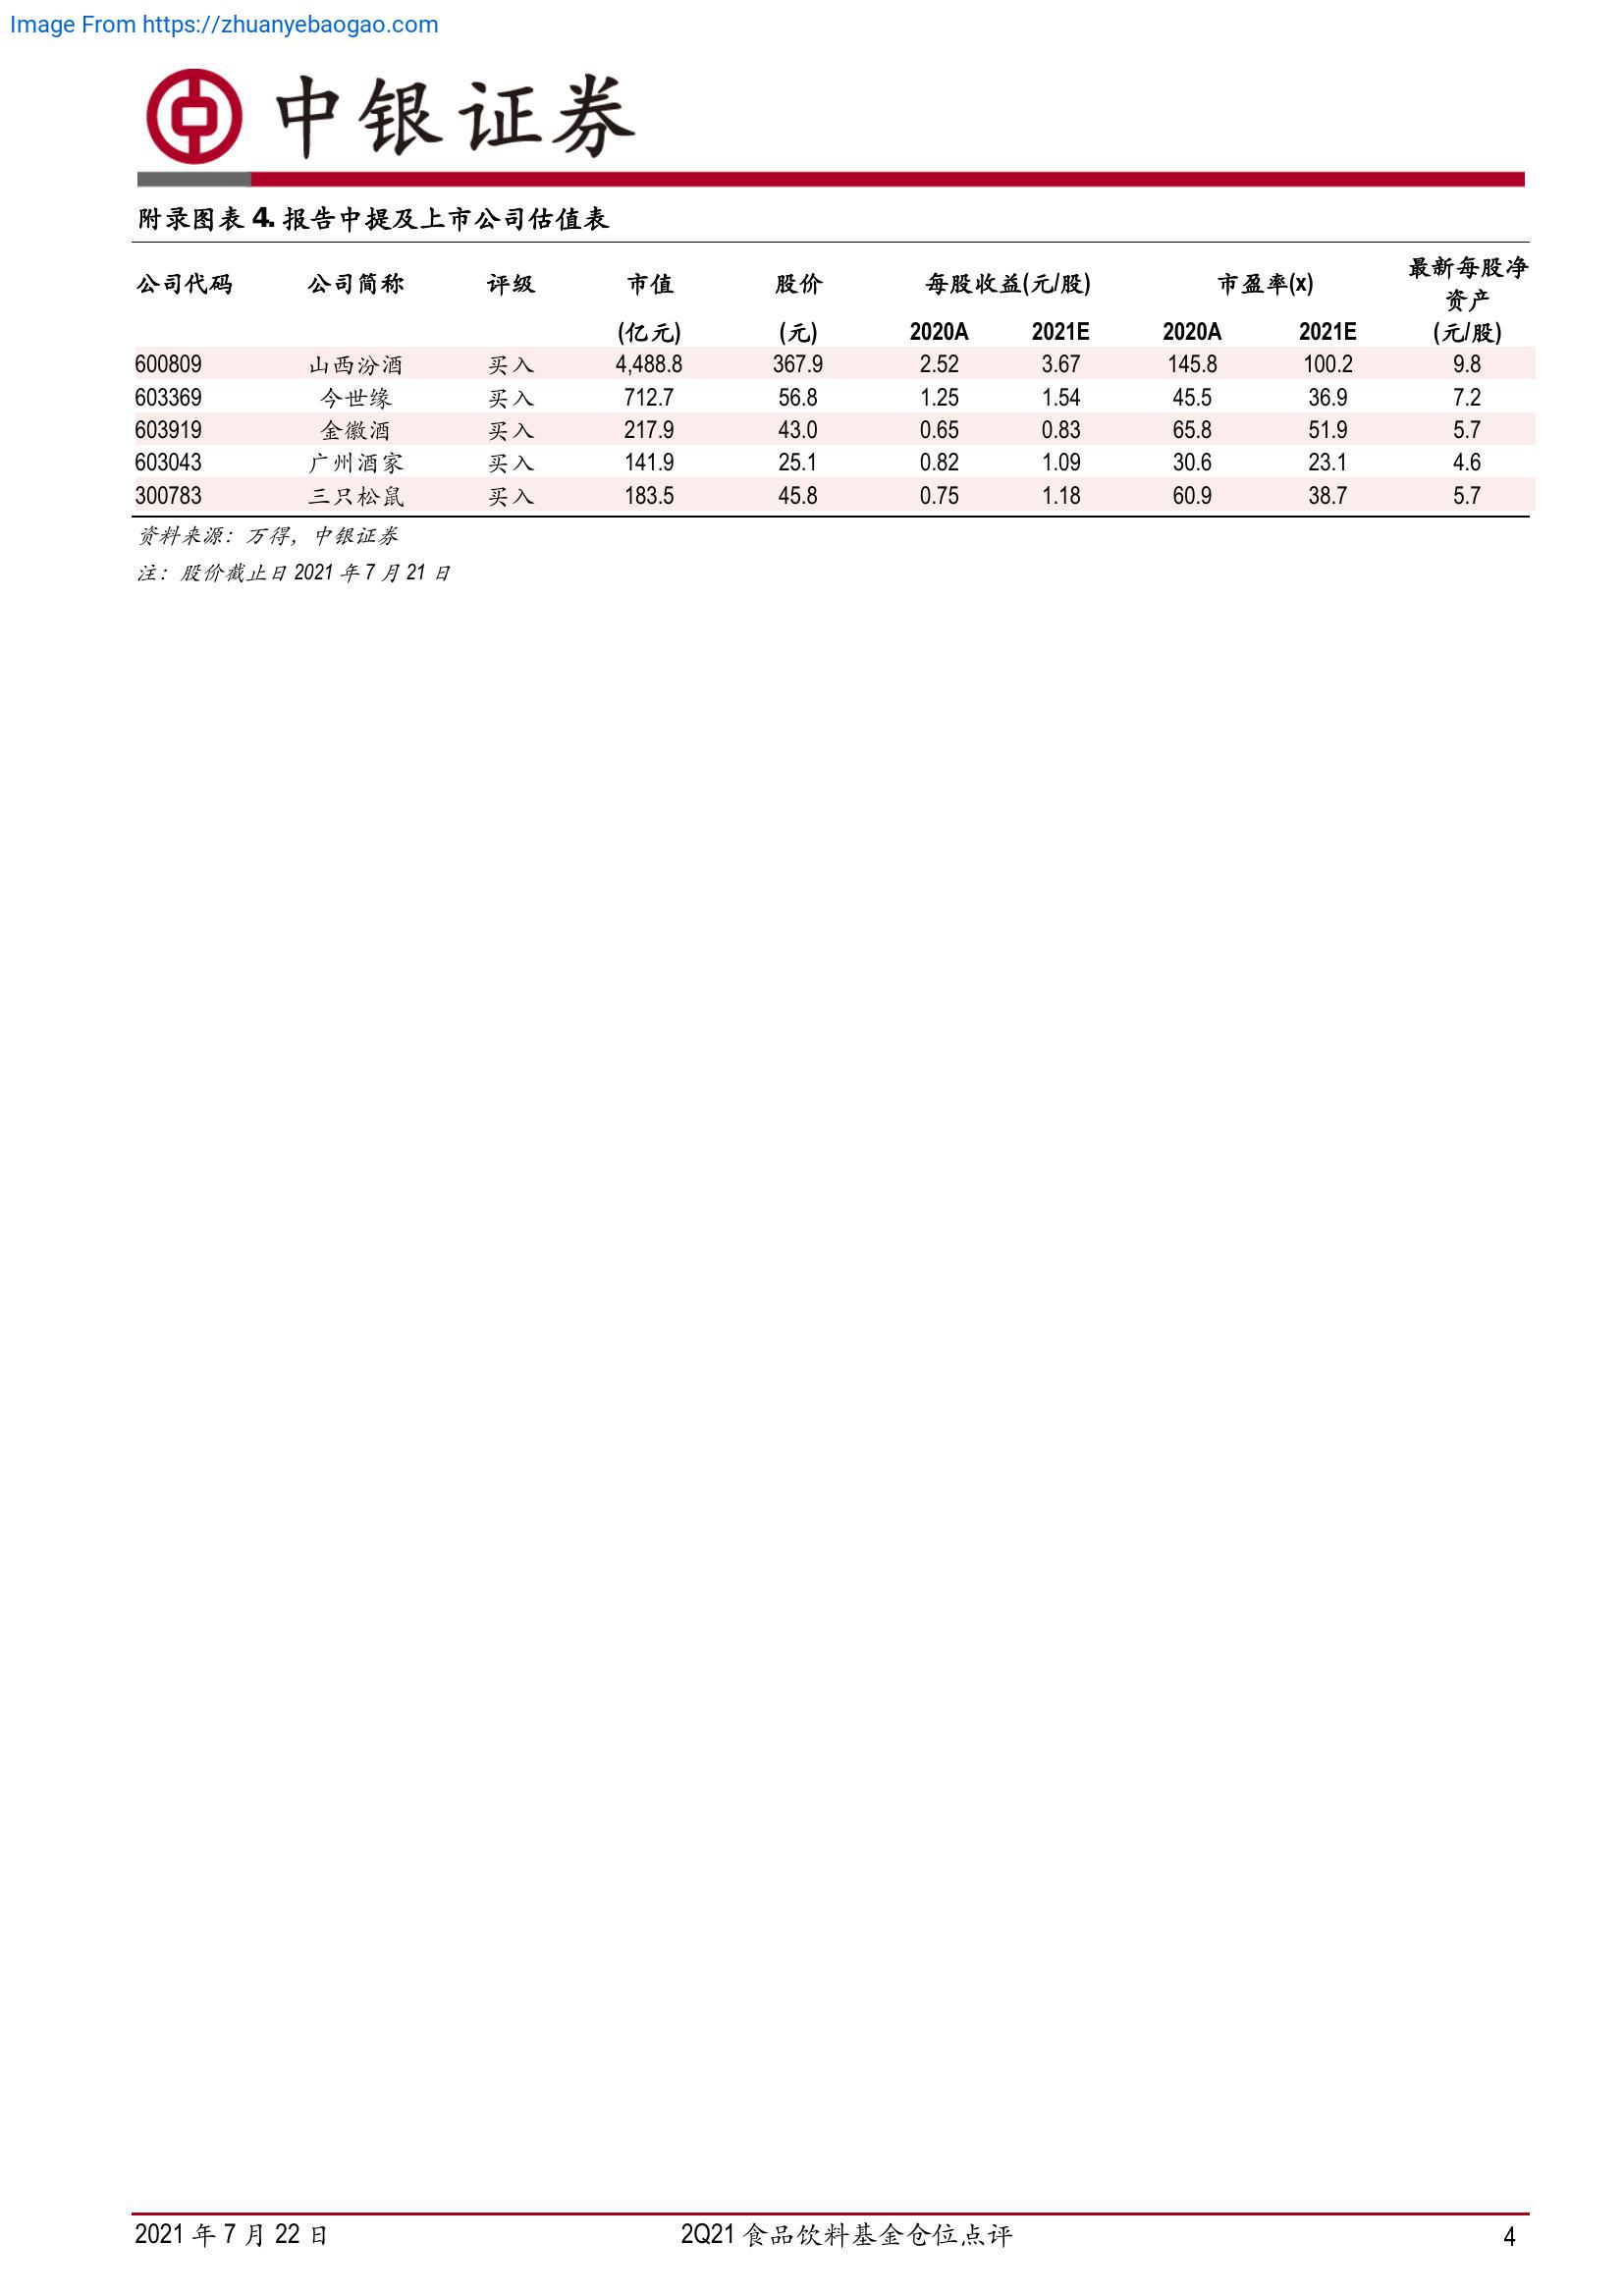 Image From https://zhuanyebaogao.com
中银证券
附录图表 4. 报告中提及上市公司估值表
公司代码 公司简称 评级 市值 股价 每股收益(元/股) 市盈率(x) 最新每股净资产
(亿元) (元) 2020A 2021E 2020A 2021E (元/股)
600809 山西汾酒 买入 4,488.8 367.9 2.52 3.67 145.8 100.2 9.8
603369 今世缘 买入 712.7 56.8 1.25 1.54 45.5 36.9 7.2
603919 金徽酒 买入 217.9 43.0 0.65 0.83 65.8 51.9 5.7
603043 广州酒家 买入 141.9 25.1 0.82 1.09 30.6 23.1 4.6
300783 三只松鼠 买入 183.5 45.8 0.75 1.18 60.9 38.7 5.7
资料来源：万得，中银证券
注：股价截止日 2021 年 7 月 21 日
2021 年 7 月 22 日 2Q21 食品饮料基金仓位点评 4